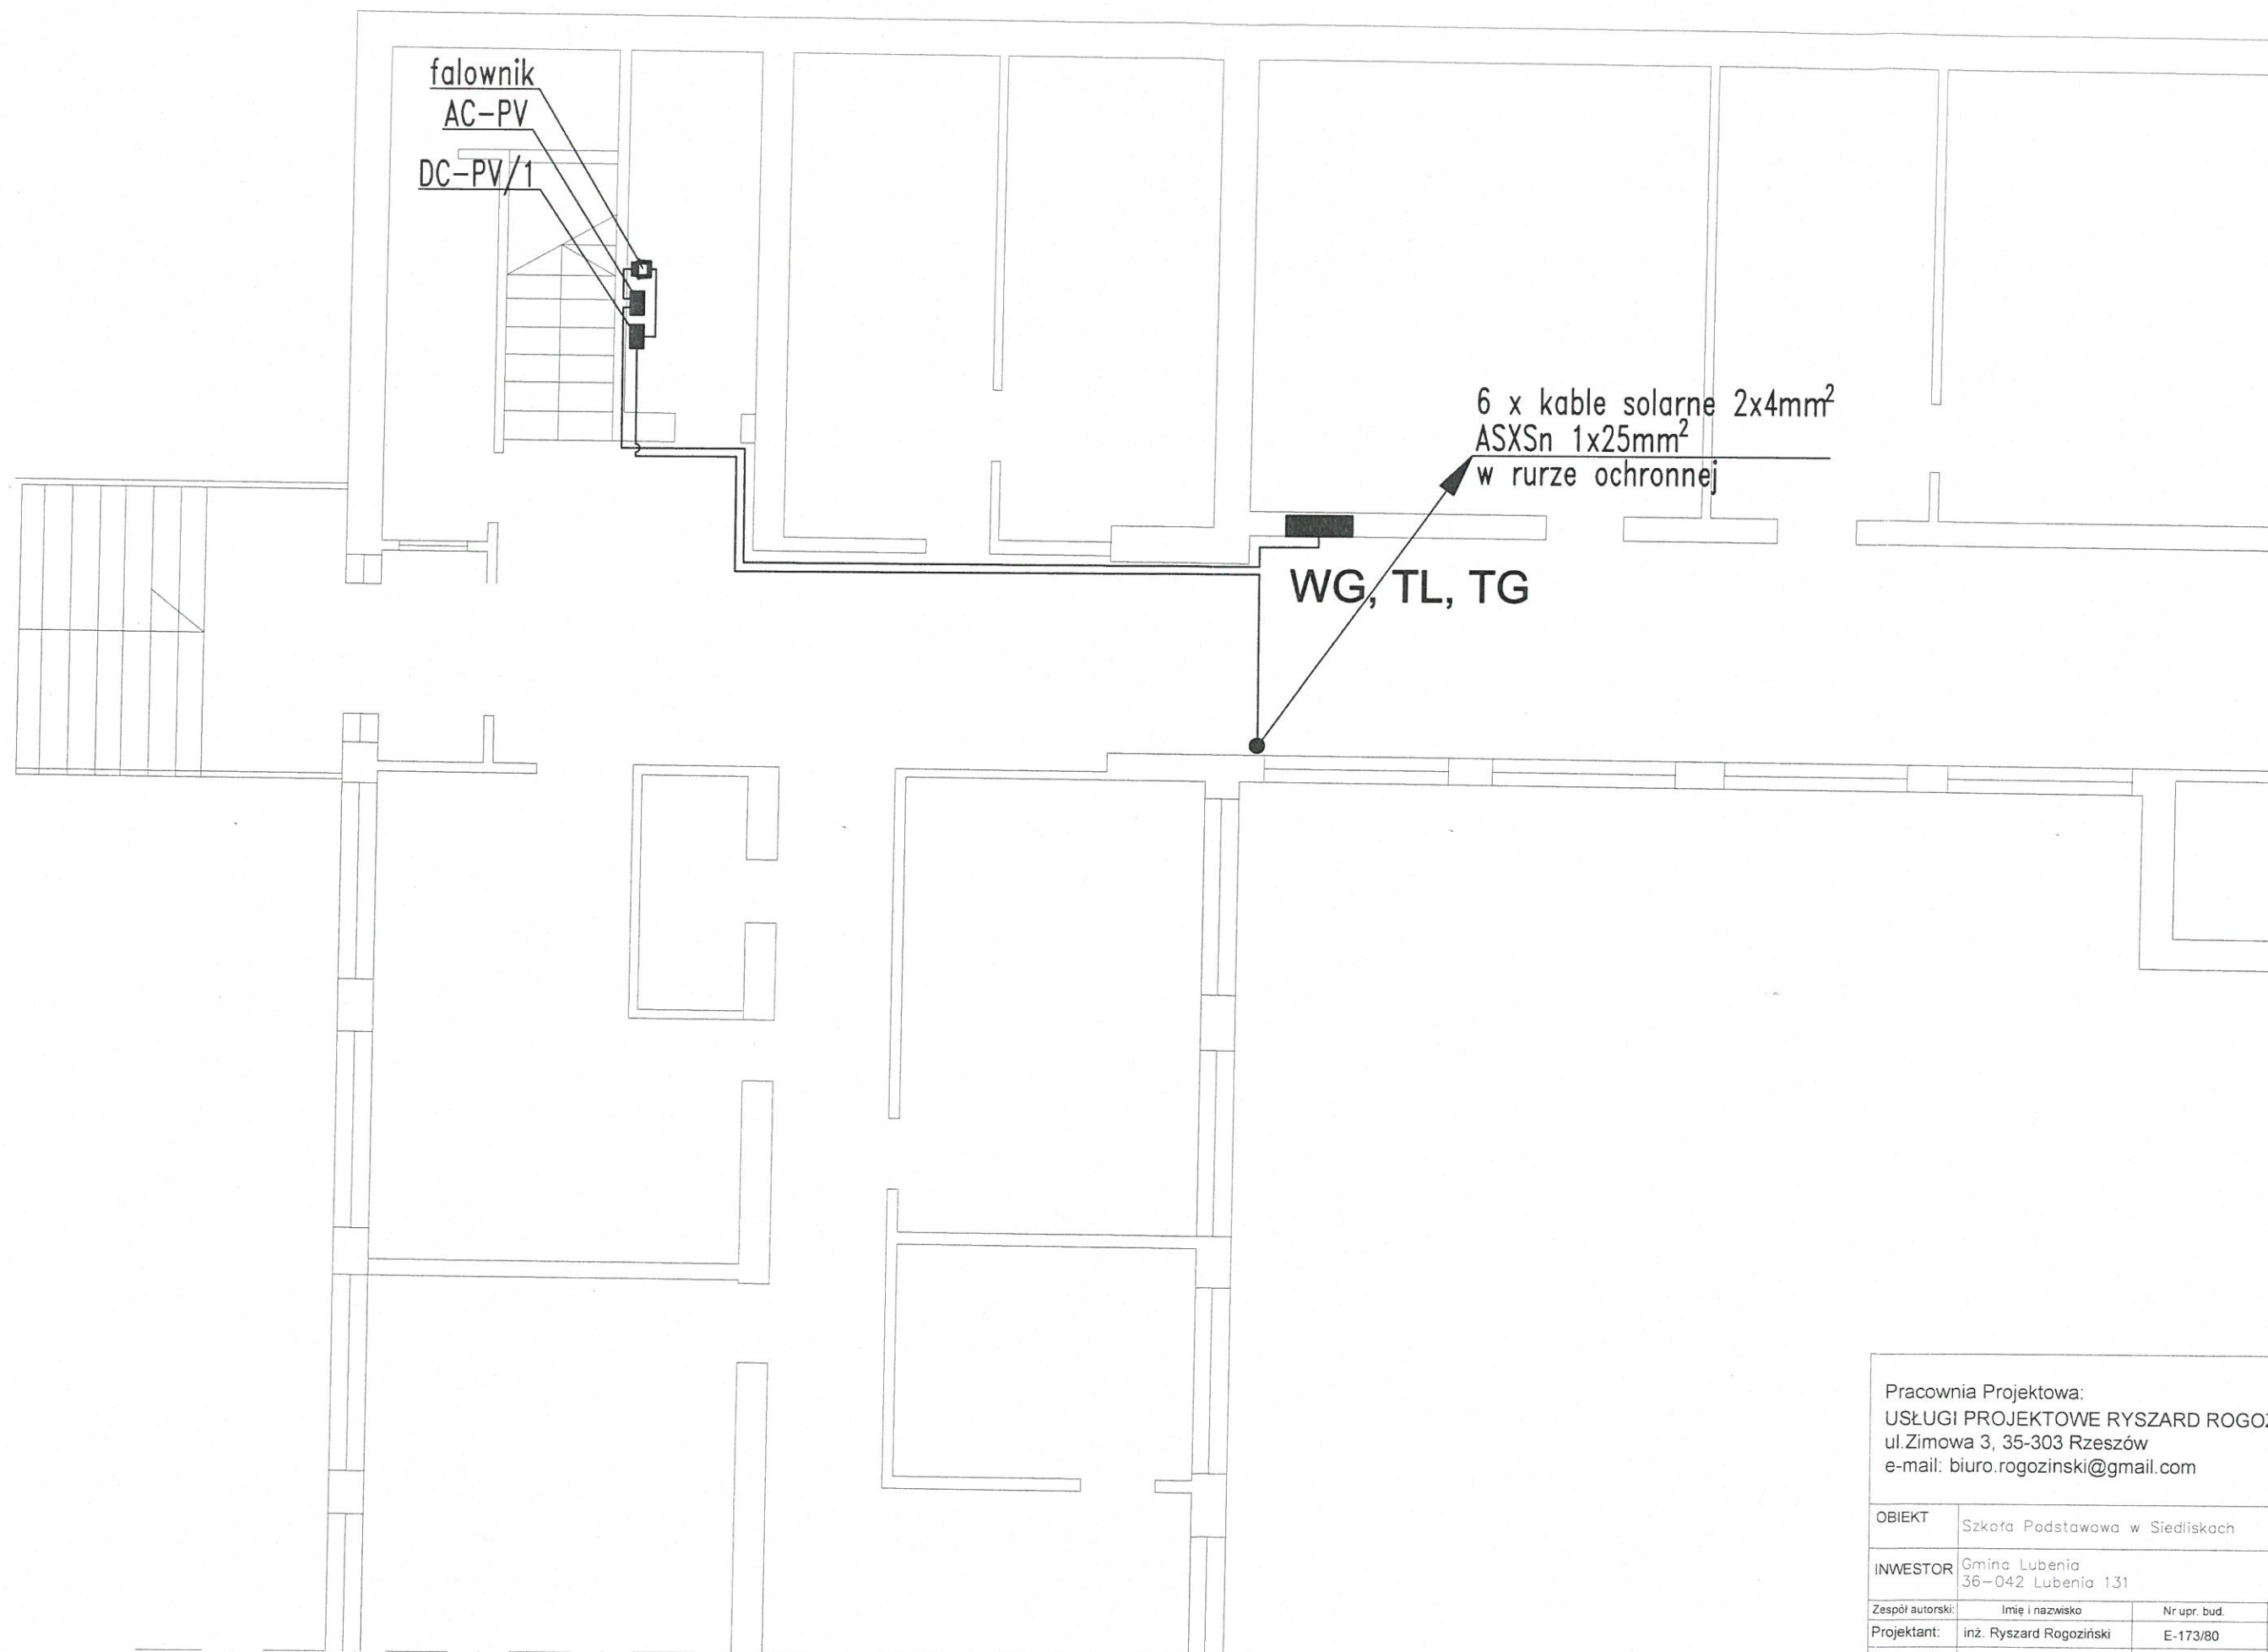 falownik
AC-PV
DC-PV/1
6 x kable solarne 2x4mm²
ASXSn 1x25mm²
w rurze ochronnej
WG, TL, TG
Pracownia Projektowa:
USŁUGI PROJEKTOWE RYSZARD
ul.Zimowa 3, 35-303 Rzeszów
e-mail: biuro.rogozinski@gmail.com
OBIEKT Szkoła Podstawowa w Siedliskach
INWESTOR Gmina Lubenia
36-042 Lubenia 131
Zespół autorski: Imię i nazwisko Nr upr. bud.
Projektant: inż. Ryszard Rogoziński E-173/80